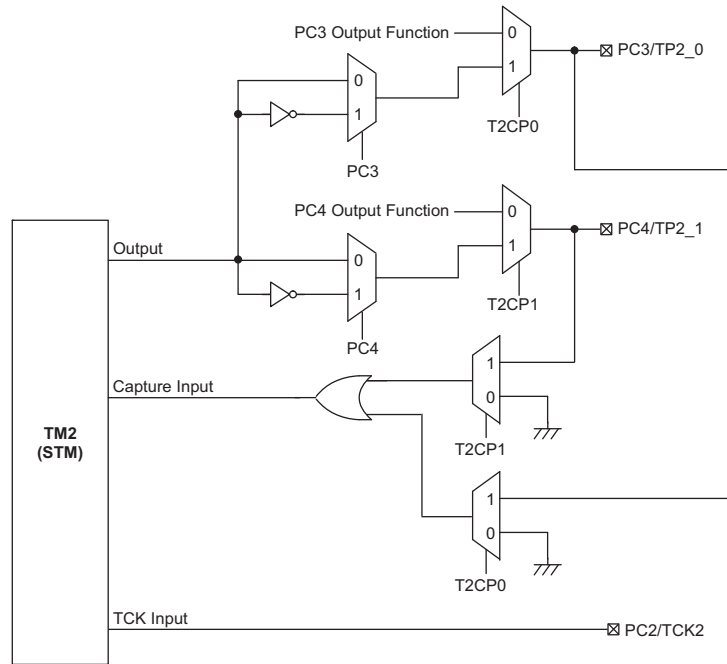 PC3 Output Function
0
1
PC3/TP2_0
T2CP0
0
1
PC3
PC4 Output Function
0
1
PC4/TP2_1
T2CP1
Output
0
1
PC4
Capture Input
1
0
T2CP1
TM2
(STM)
1
0
T2CP0
TCK Input
PC2/TCK2